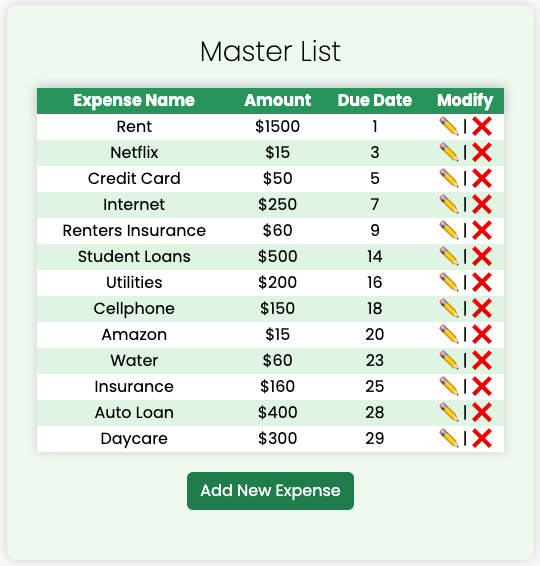 Master List
Expense Name Amount Due Date Modify
Rent $1500 1 |
Netflix $15 3 |
Credit Card $50 5 |
Internet $250 7 |
Renters Insurance $60 9 |
Student Loans $500 14 |
Utilities $200 16 |
Cellphone $150 18 |
Amazon $15 20 |
Water $60 23 |
Insurance $160 25 |
Auto Loan $400 28 |
Daycare $300 29 |
Add New Expense